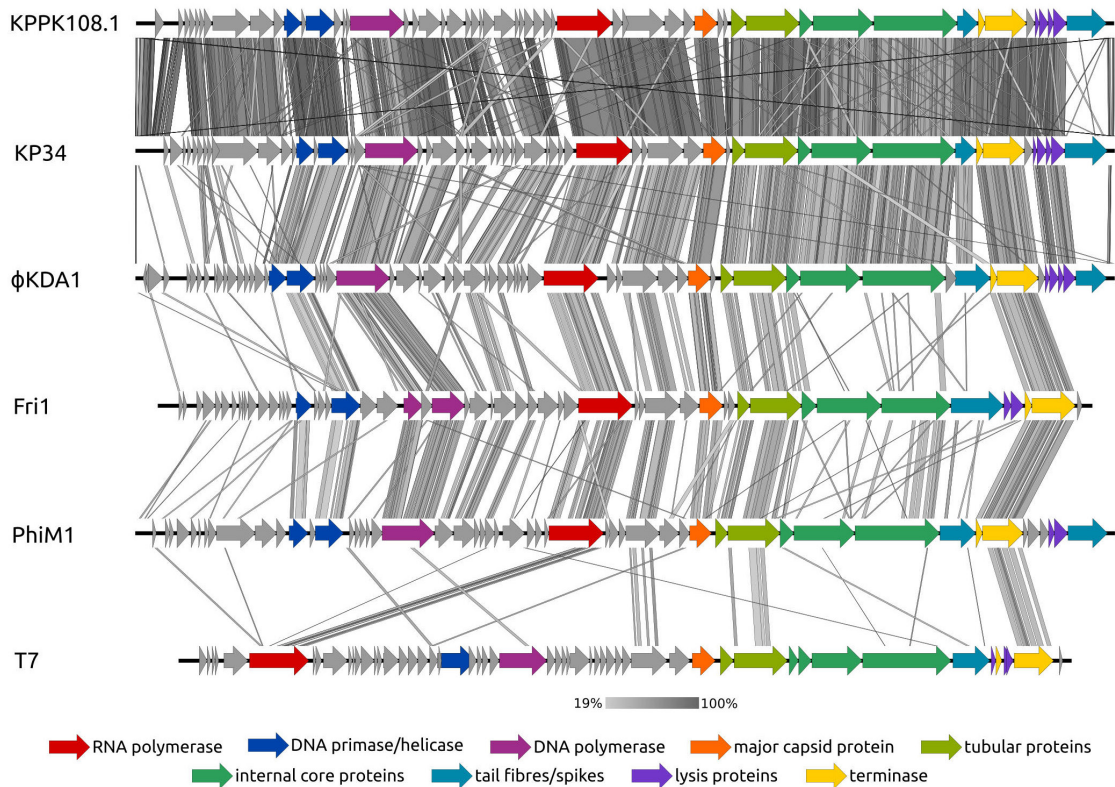 KPPK108.1
KP34
ϕKDA1
Fri1
PhiM1
T7
19% 100%
RNA polymerase DNA primase/helicase DNA polymerase major capsid protein tubular proteins
internal core proteins tail fibres/spikes lysis proteins terminase